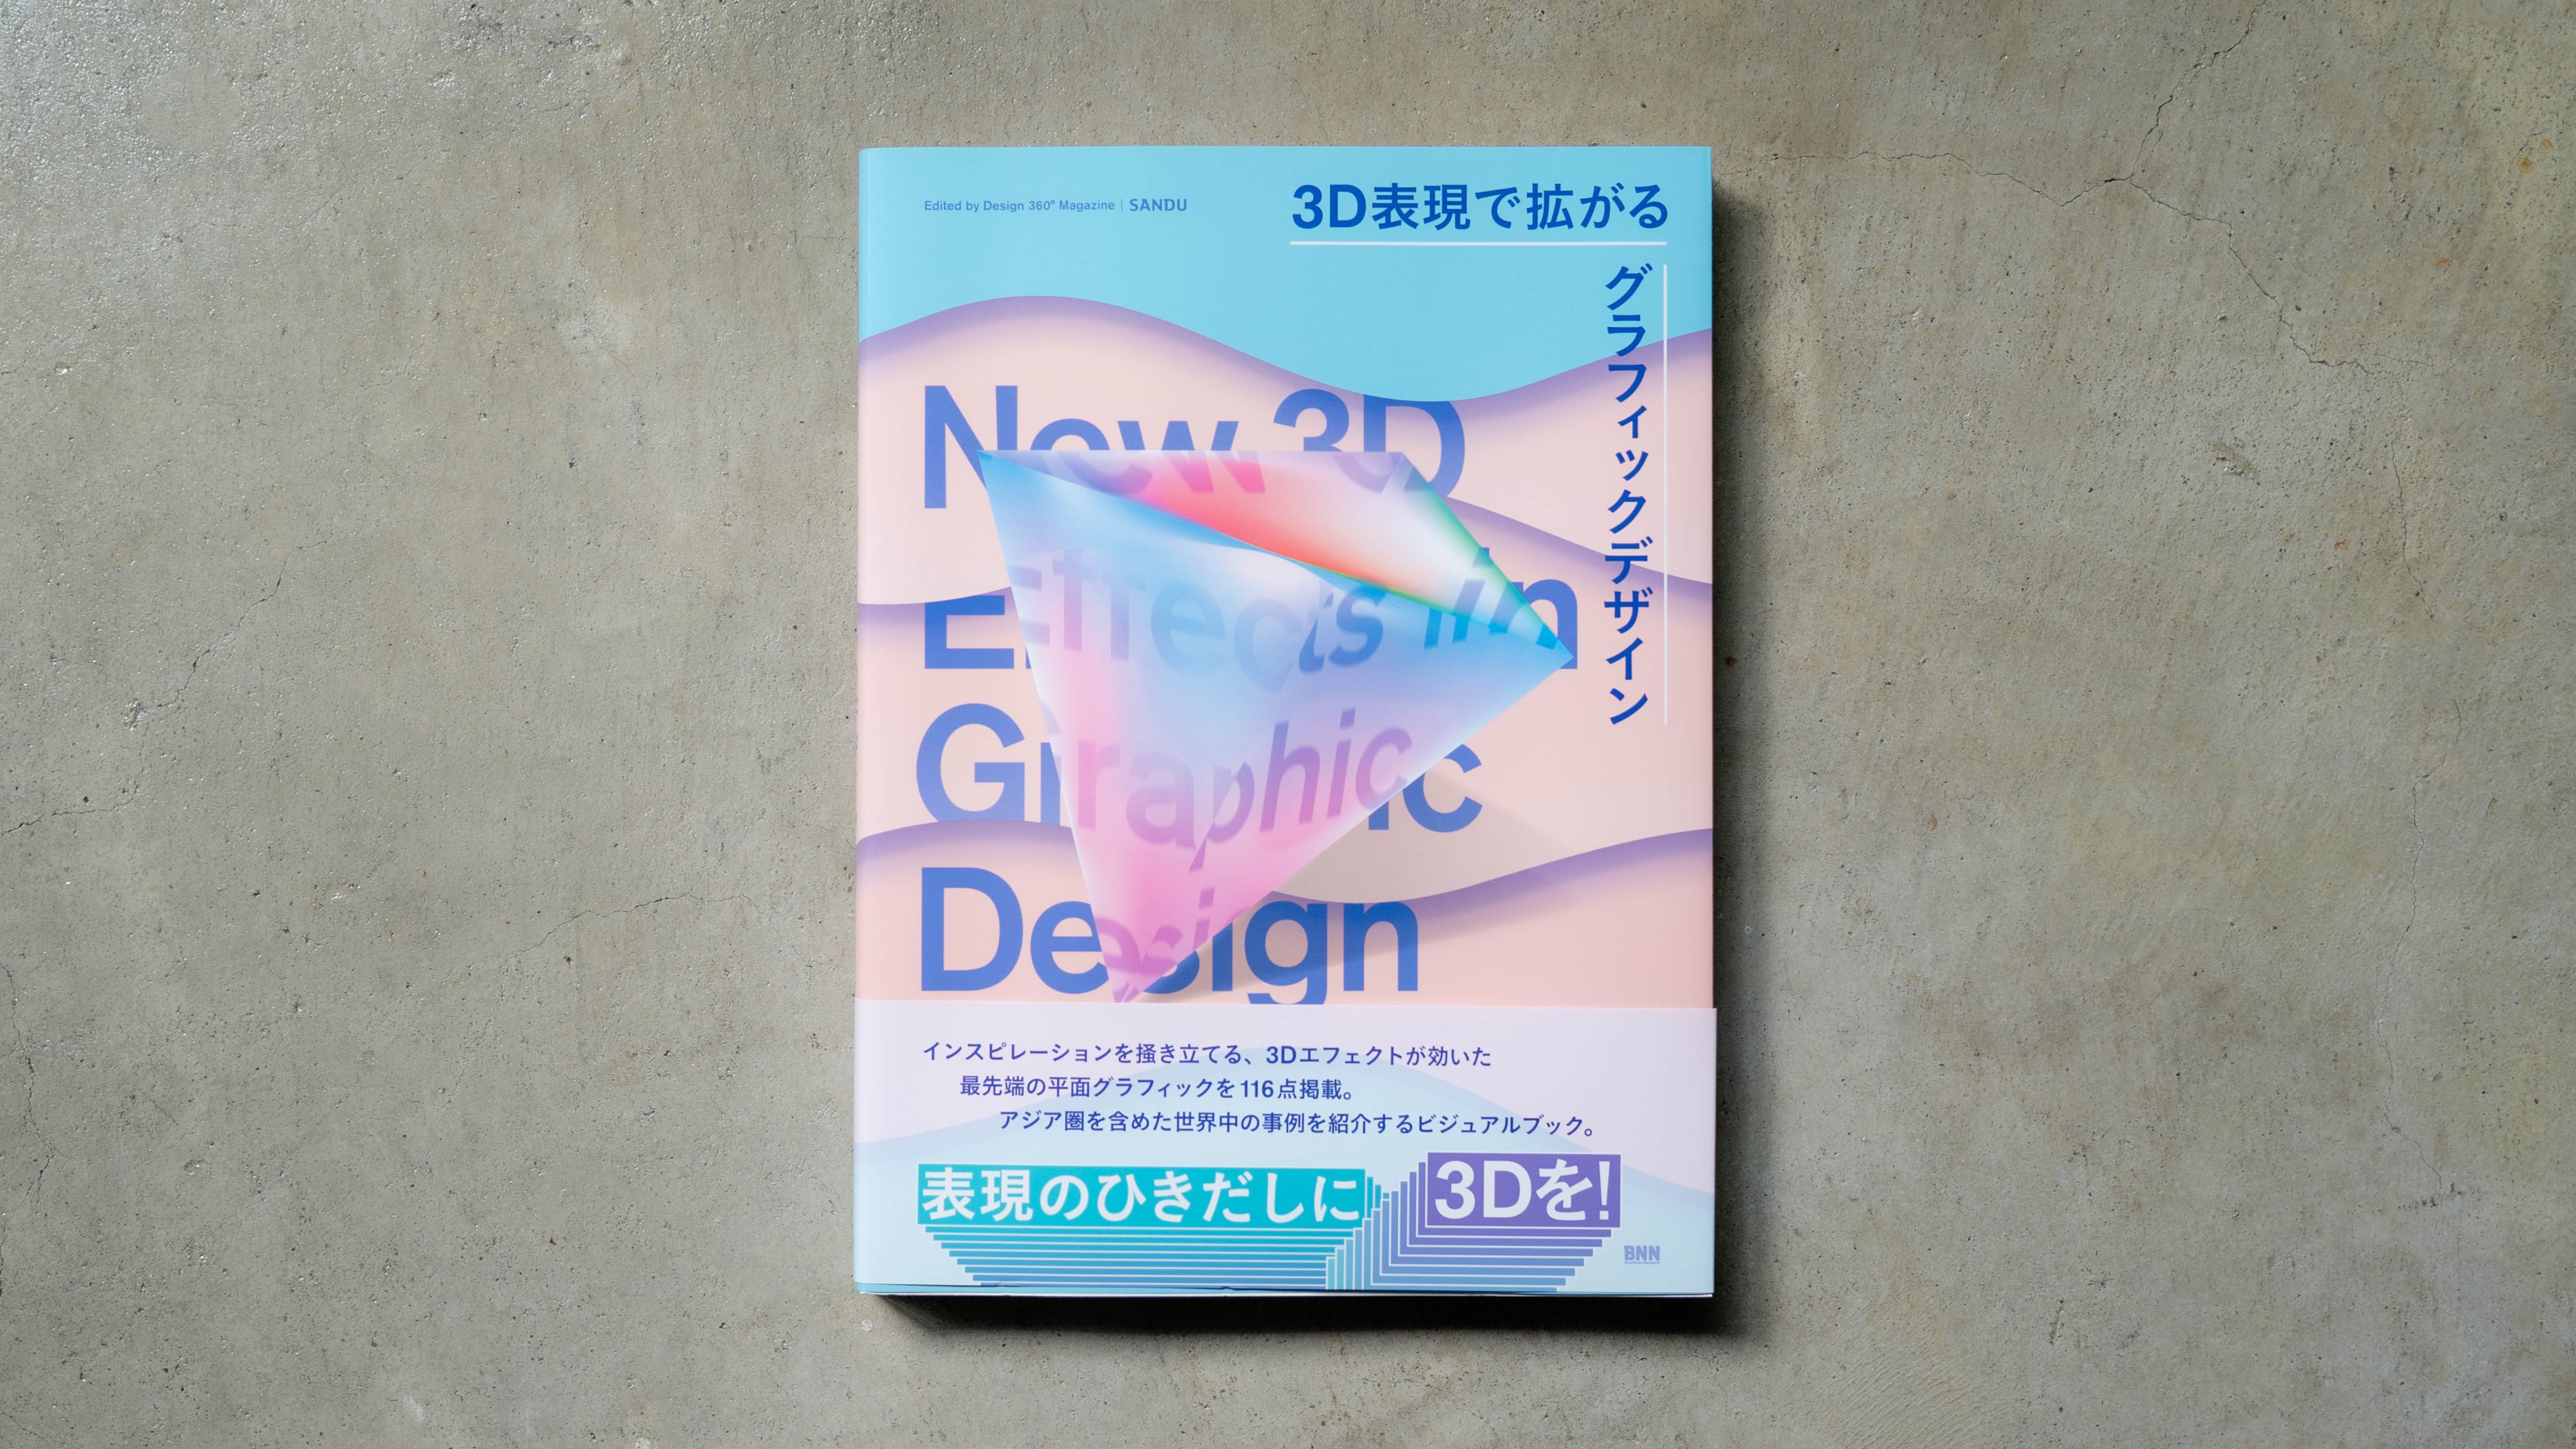 Edited by Design 360° Magazine | SANDU
3D表現で拡がる
グラフィックデザイン
New 3D
Effects in
Graphic
Design
インスピレーションを掻き立てる、3Dエフェクトが効いた
最先端の平面グラフィックを116点掲載。
アジア圏を含めた世界中の事例を紹介するビジュアルブック。
表現のひきだしに 3Dを!
BNN